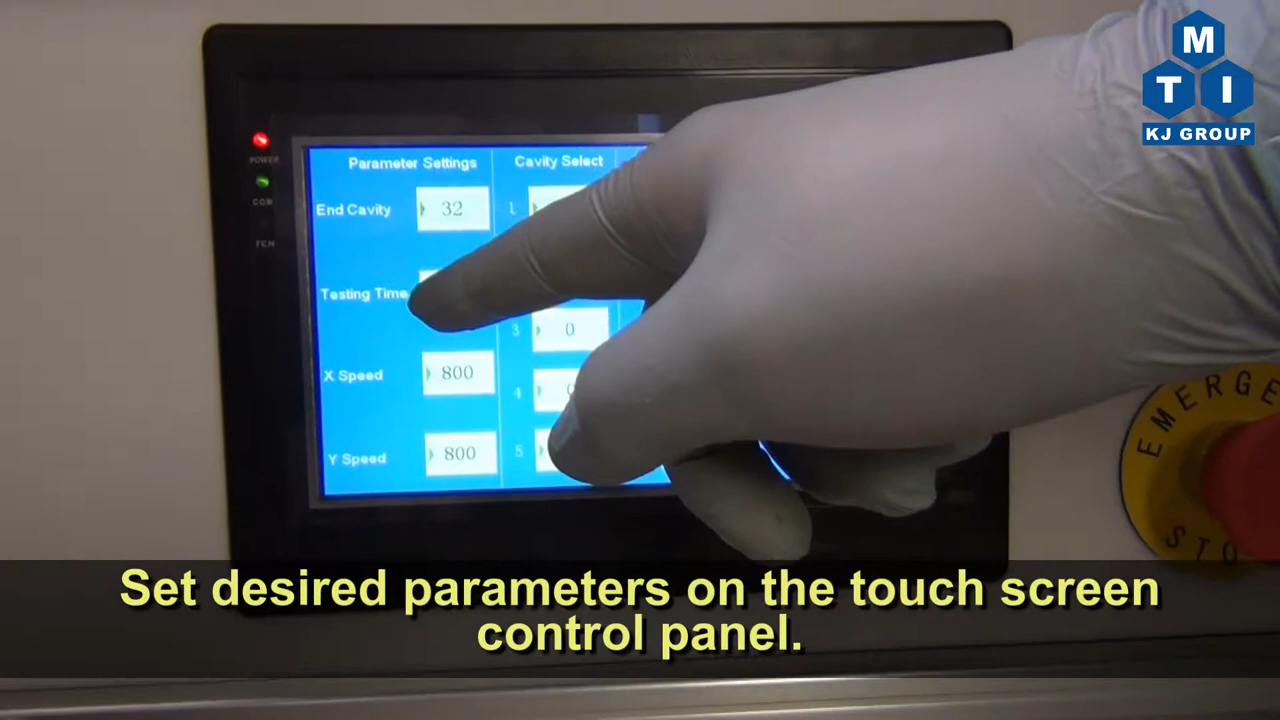 M
T I
KJ GROUP
POWER
COM
TCH
Parameter Settings
Cavity Select
End Cavity 32
1
Testing Time
3 0
X Speed 800
4
Y Speed 800
5
EMERGE
STO
Set desired parameters on the touch screen
control panel.